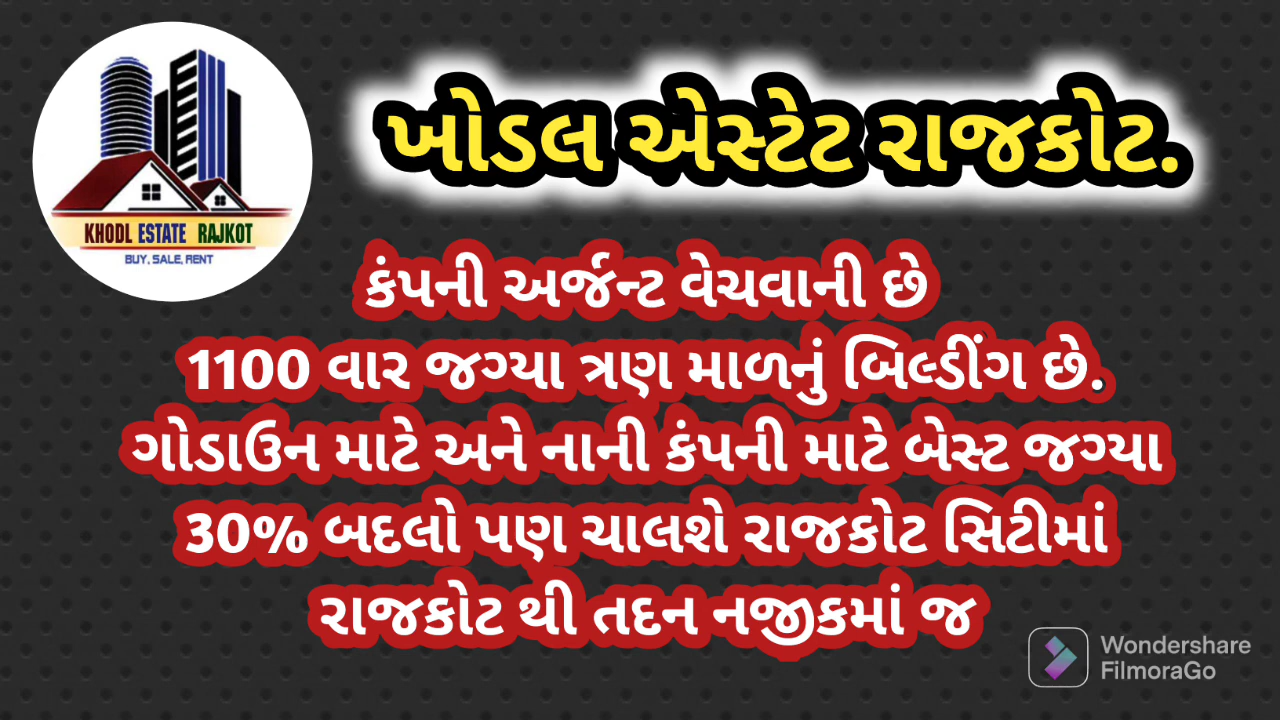 ખોડલ એસ્ટેટ રાજકોટ.
KHODL ESTATE RAJKOT
BUY, SALE, RENT
કંપની અર્જન્ટ વેચવાની છે
1100 વાર જગ્યા ત્રણ માળનું બિલ્ડીંગ છે.
ગોડાઉન માટે અને નાની કંપની માટે બેસ્ટ જગ્યા
30% બદલો પણ ચાલશે રાજકોટ સિટીમાં
રાજકોટ થી તદન નજીકમાં જ
Wondershare
FilmoraGo